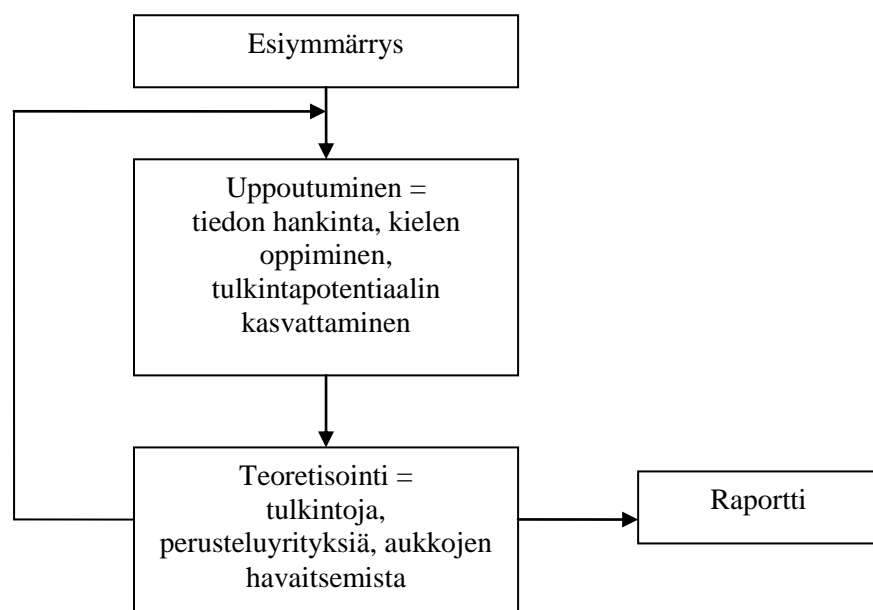 Esiymmärrys
Uppoutuminen =
tiedon hankinta, kielen
oppiminen,
tulkintapotentiaalin
kasvattaminen
Teoretisointi =
tulkintoja,
perusteluyrityksiä, aukkojen
havaitsemista
Raportti